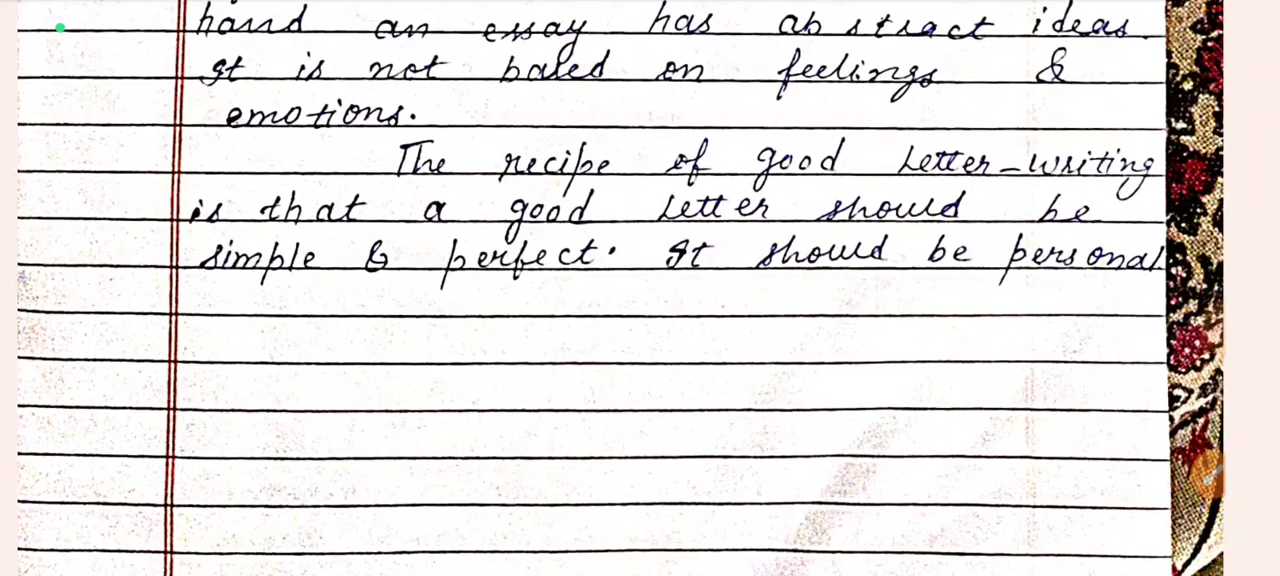 hand an essay has abstract ideas.
It is not based on feelings &
emotions.
The recipe of good Letter-writing
is that a good Letter should be
simple & perfect. It should be personal